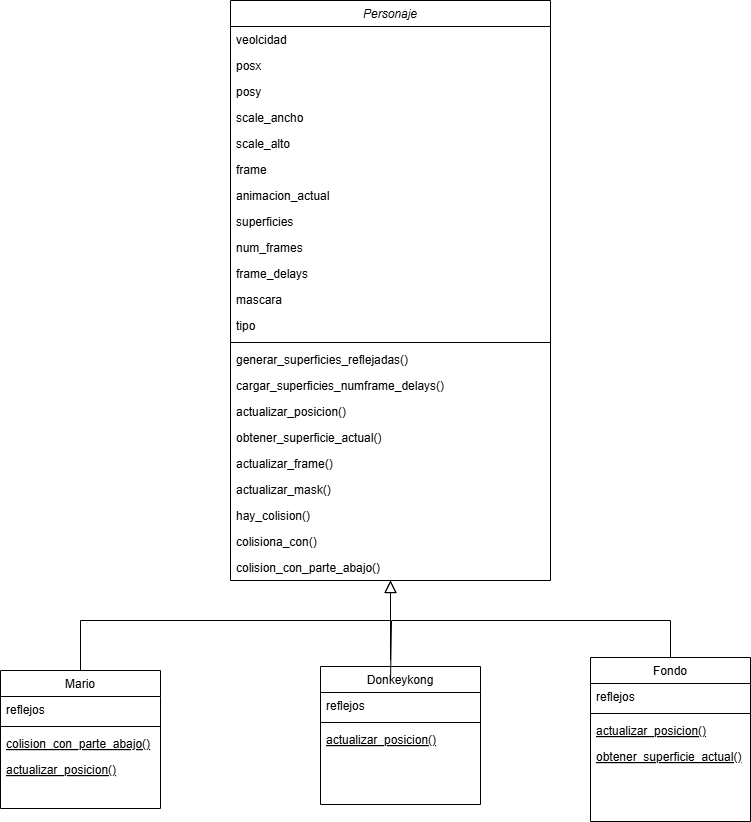 Personaje
veolcidad
posx
posy
scale_ancho
scale_alto
frame
animacion_actual
superficies
num_frames
frame_delays
mascara
tipo
generar_superficies_reflejadas()
cargar_superficies_numframe_delays()
actualizar_posicion()
obtener_superficie_actual()
actualizar_frame()
actualizar_mask()
hay_colision()
colisiona_con()
colision_con_parte_abajo()
Mario
reflejos
colision_con_parte_abajo()
actualizar_posicion()
Donkeykong
reflejos
actualizar_posicion()
Fondo
reflejos
actualizar_posicion()
obtener_superficie_actual()